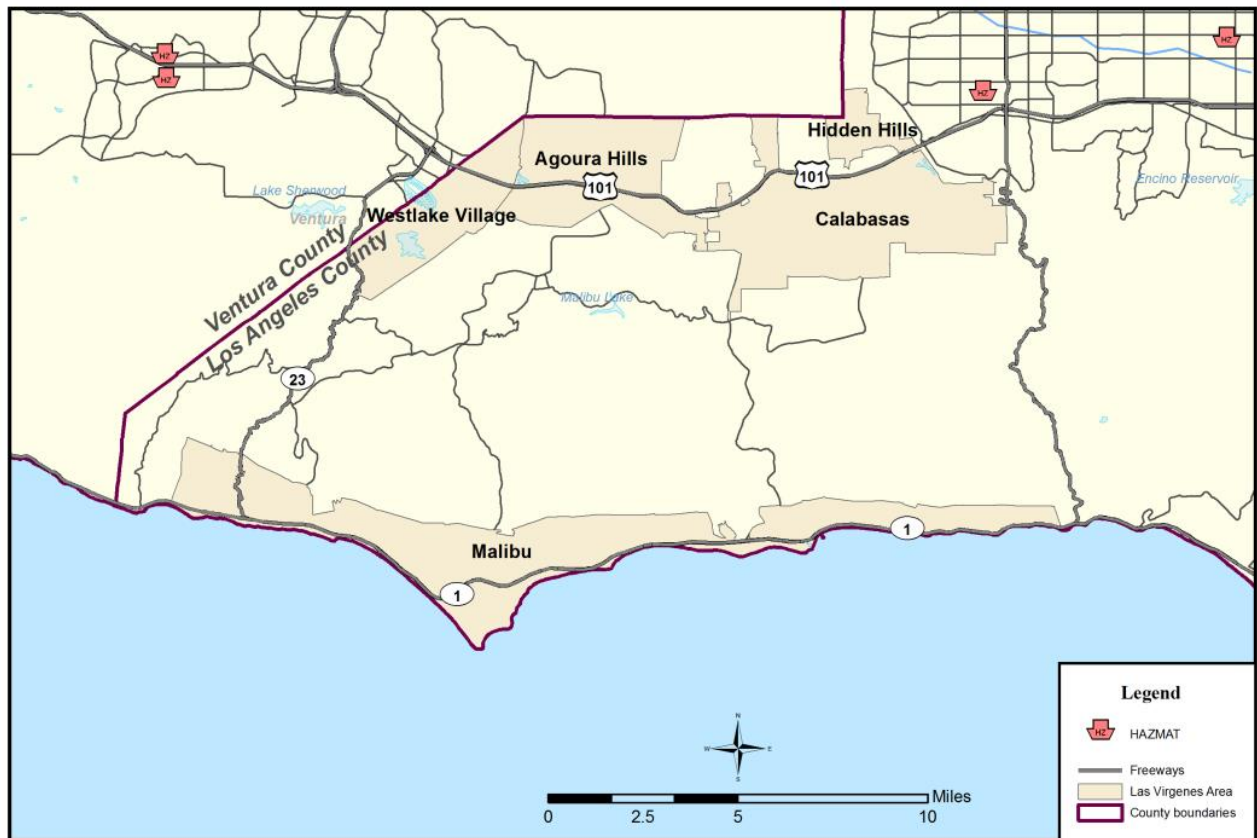 HZ
HZ
HZ
HZ
Hidden Hills
Agoura Hills
101
101
Lake Sherwood
Ventura
Westlake Village
Calabasas
Encino Reservoir
Ventura County
Los Angeles County
Malibu Lake
23
Malibu
1
1
Legend
HZ
HAZMAT
Freeways
Las Virgenes Area
County boundaries
N
W
E
S
Miles
0
2.5
5
10